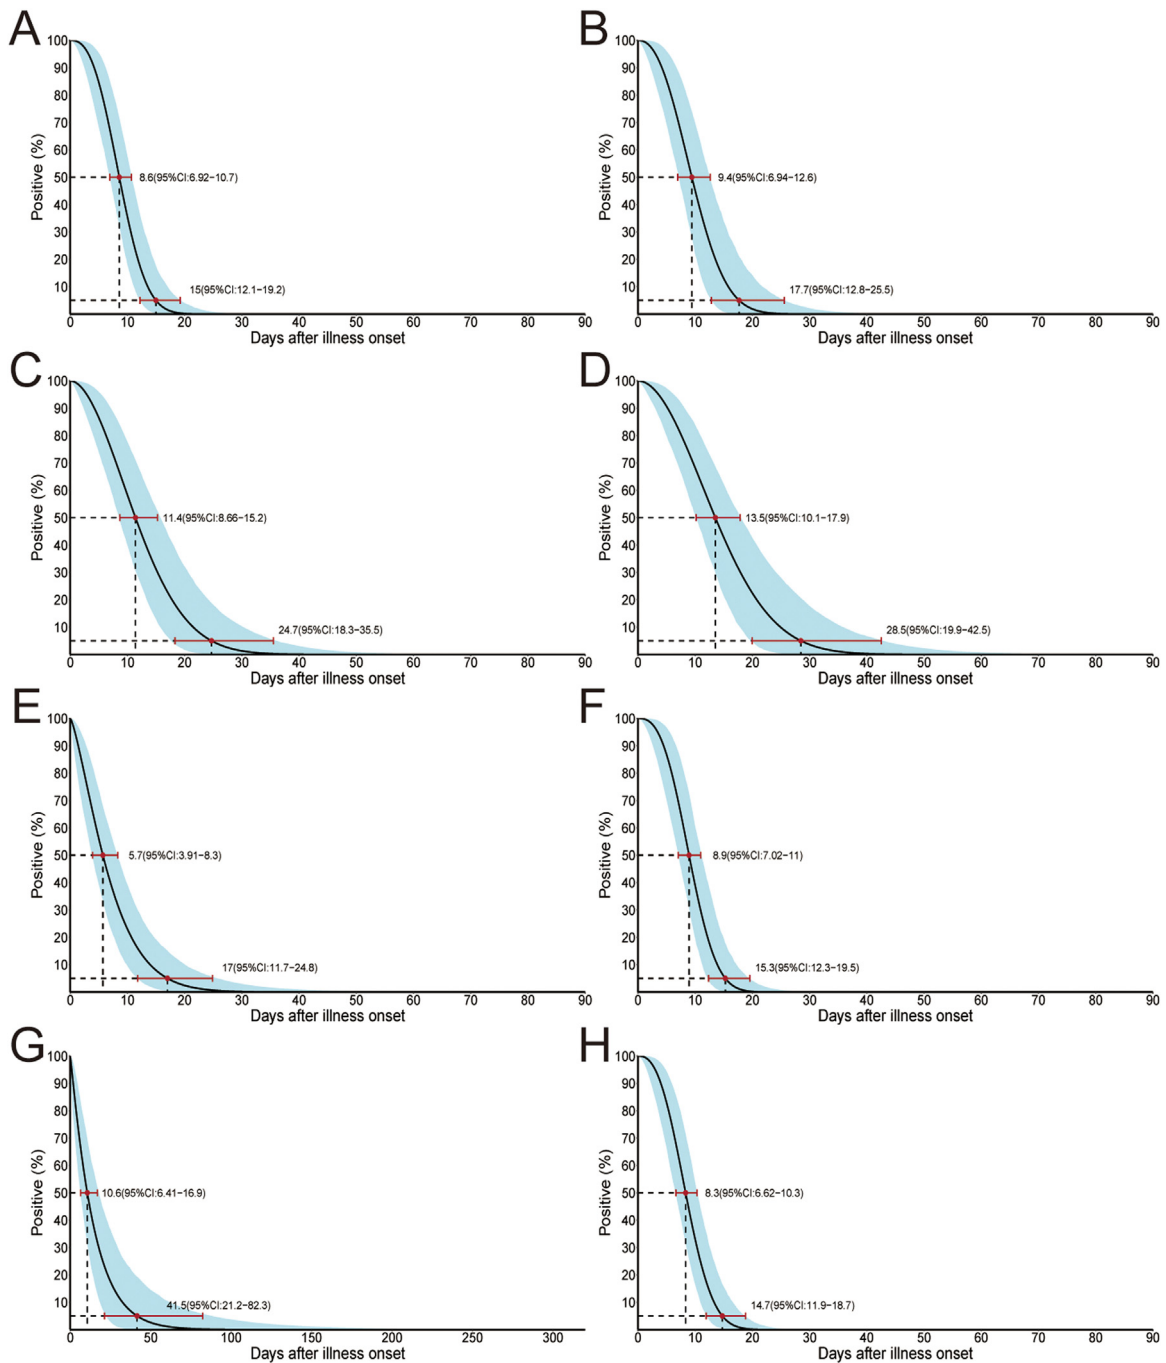 A
Positive (%)
100
90
80
70
60
50
40
30
20
10
8.6(95%CI:6.92−10.7)
15(95%CI:12.1−19.2)
0 10 20 30 40 50 60 70 80 90
Days after illness onset
B
Positive (%)
100
90
80
70
60
50
40
30
20
10
9.4(95%CI:6.94−12.6)
17.7(95%CI:12.8−25.5)
0 10 20 30 40 50 60 70 80 90
Days after illness onset
C
Positive (%)
100
90
80
70
60
50
40
30
20
10
11.4(95%CI:8.66−15.2)
24.7(95%CI:18.3−35.5)
0 10 20 30 40 50 60 70 80 90
Days after illness onset
D
Positive (%)
100
90
80
70
60
50
40
30
20
10
13.5(95%CI:10.1−17.9)
28.5(95%CI:19.9−42.5)
0 10 20 30 40 50 60 70 80 90
Days after illness onset
E
Positive (%)
100
90
80
70
60
50
40
30
20
10
5.7(95%CI:3.91−8.3)
17(95%CI:11.7−24.8)
0 10 20 30 40 50 60 70 80 90
Days after illness onset
F
Positive (%)
100
90
80
70
60
50
40
30
20
10
8.9(95%CI:7.02−11)
15.3(95%CI:12.3−19.5)
0 10 20 30 40 50 60 70 80 90
Days after illness onset
G
Positive (%)
100
90
80
70
60
50
40
30
20
10
10.6(95%CI:6.41−16.9)
41.5(95%CI:21.2−82.3)
0 50 100 150 200 250 300
Days after illness onset
H
Positive (%)
100
90
80
70
60
50
40
30
20
10
8.3(95%CI:6.62−10.3)
14.7(95%CI:11.9−18.7)
0 10 20 30 40 50 60 70 80 90
Days after illness onset